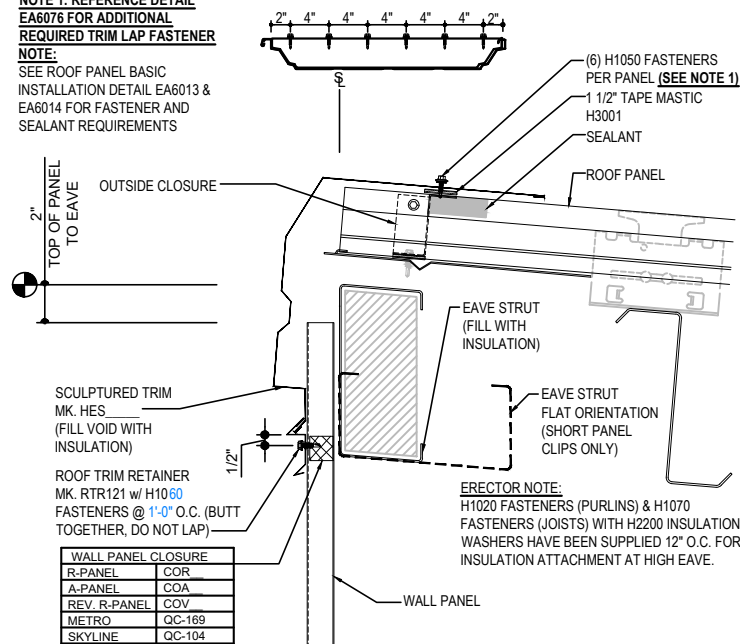 NOTE 1: REFERENCE DETAIL
EA6076 FOR ADDITIONAL
REQUIRED TRIM LAP FASTENER
NOTE:
SEE ROOF PANEL BASIC
INSTALLATION DETAIL EA6013 &
EA6014 FOR FASTENER AND
SEALANT REQUIREMENTS
2" 4" 4" 4" 4" 4" 2"
(6) H1050 FASTENERS
PER PANEL (SEE NOTE 1)
1 1/2" TAPE MASTIC
H3001
SEALANT
ROOF PANEL
OUTSIDE CLOSURE
2"
TOP OF PANEL
TO EAVE
EAVE STRUT
(FILL WITH
INSULATION)
EAVE STRUT
FLAT ORIENTATION
(SHORT PANEL
CLIPS ONLY)
SCULPTURED TRIM
MK. HES____
(FILL VOID WITH
INSULATION)
1/2"
ROOF TRIM RETAINER
MK. RTR121 w/ H1060
FASTENERS @ 1'-0" O.C. (BUTT
TOGETHER, DO NOT LAP)
ERECTOR NOTE:
H1020 FASTENERS (PURLINS) & H1070
FASTENERS (JOISTS) WITH H2200 INSULATION
WASHERS HAVE BEEN SUPPLIED 12" O.C. FOR
INSULATION ATTACHMENT AT HIGH EAVE.
WALL PANEL CLOSURE
R-PANEL COR__
A-PANEL COA__
REV. R-PANEL COV__
METRO QC-169
SKYLINE QC-104
WALL PANEL